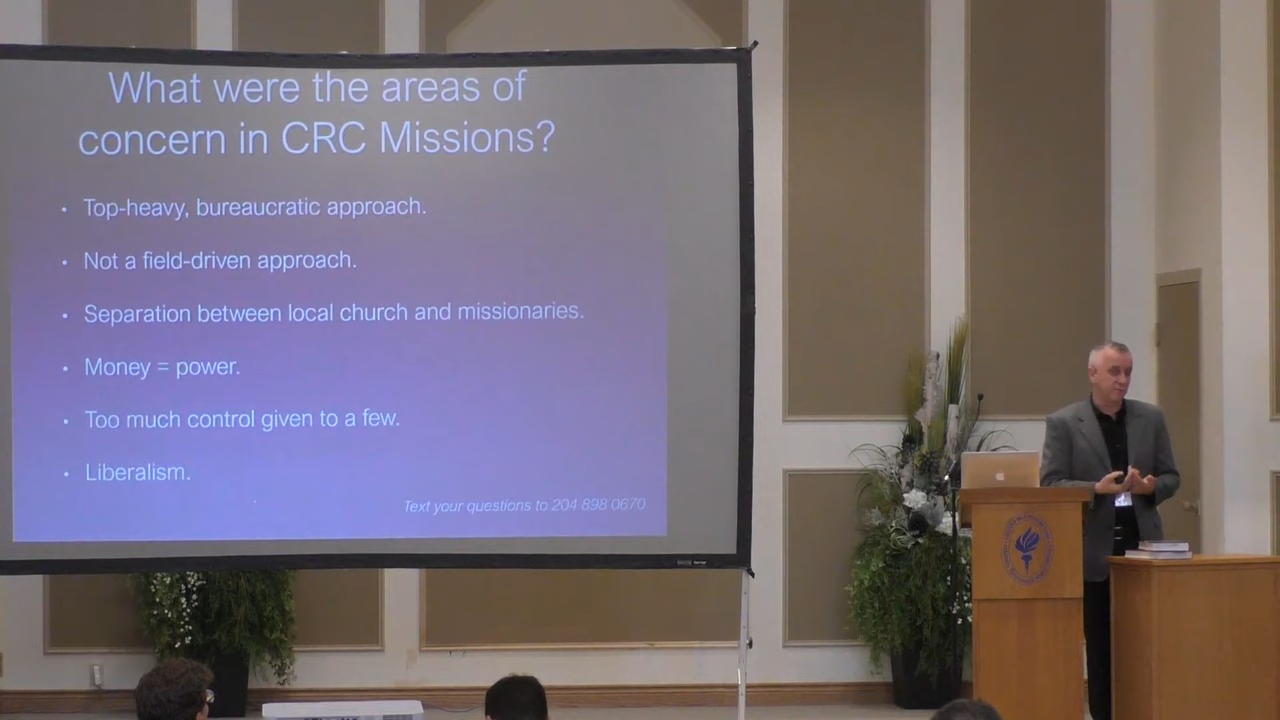 What were the areas of
concern in CRC Missions?
• Top-heavy, bureaucratic approach.
• Not a field-driven approach.
• Separation between local church and missionaries.
• Money = power.
• Too much control given to a few.
• Liberalism.
Text your questions to 204 898 0670